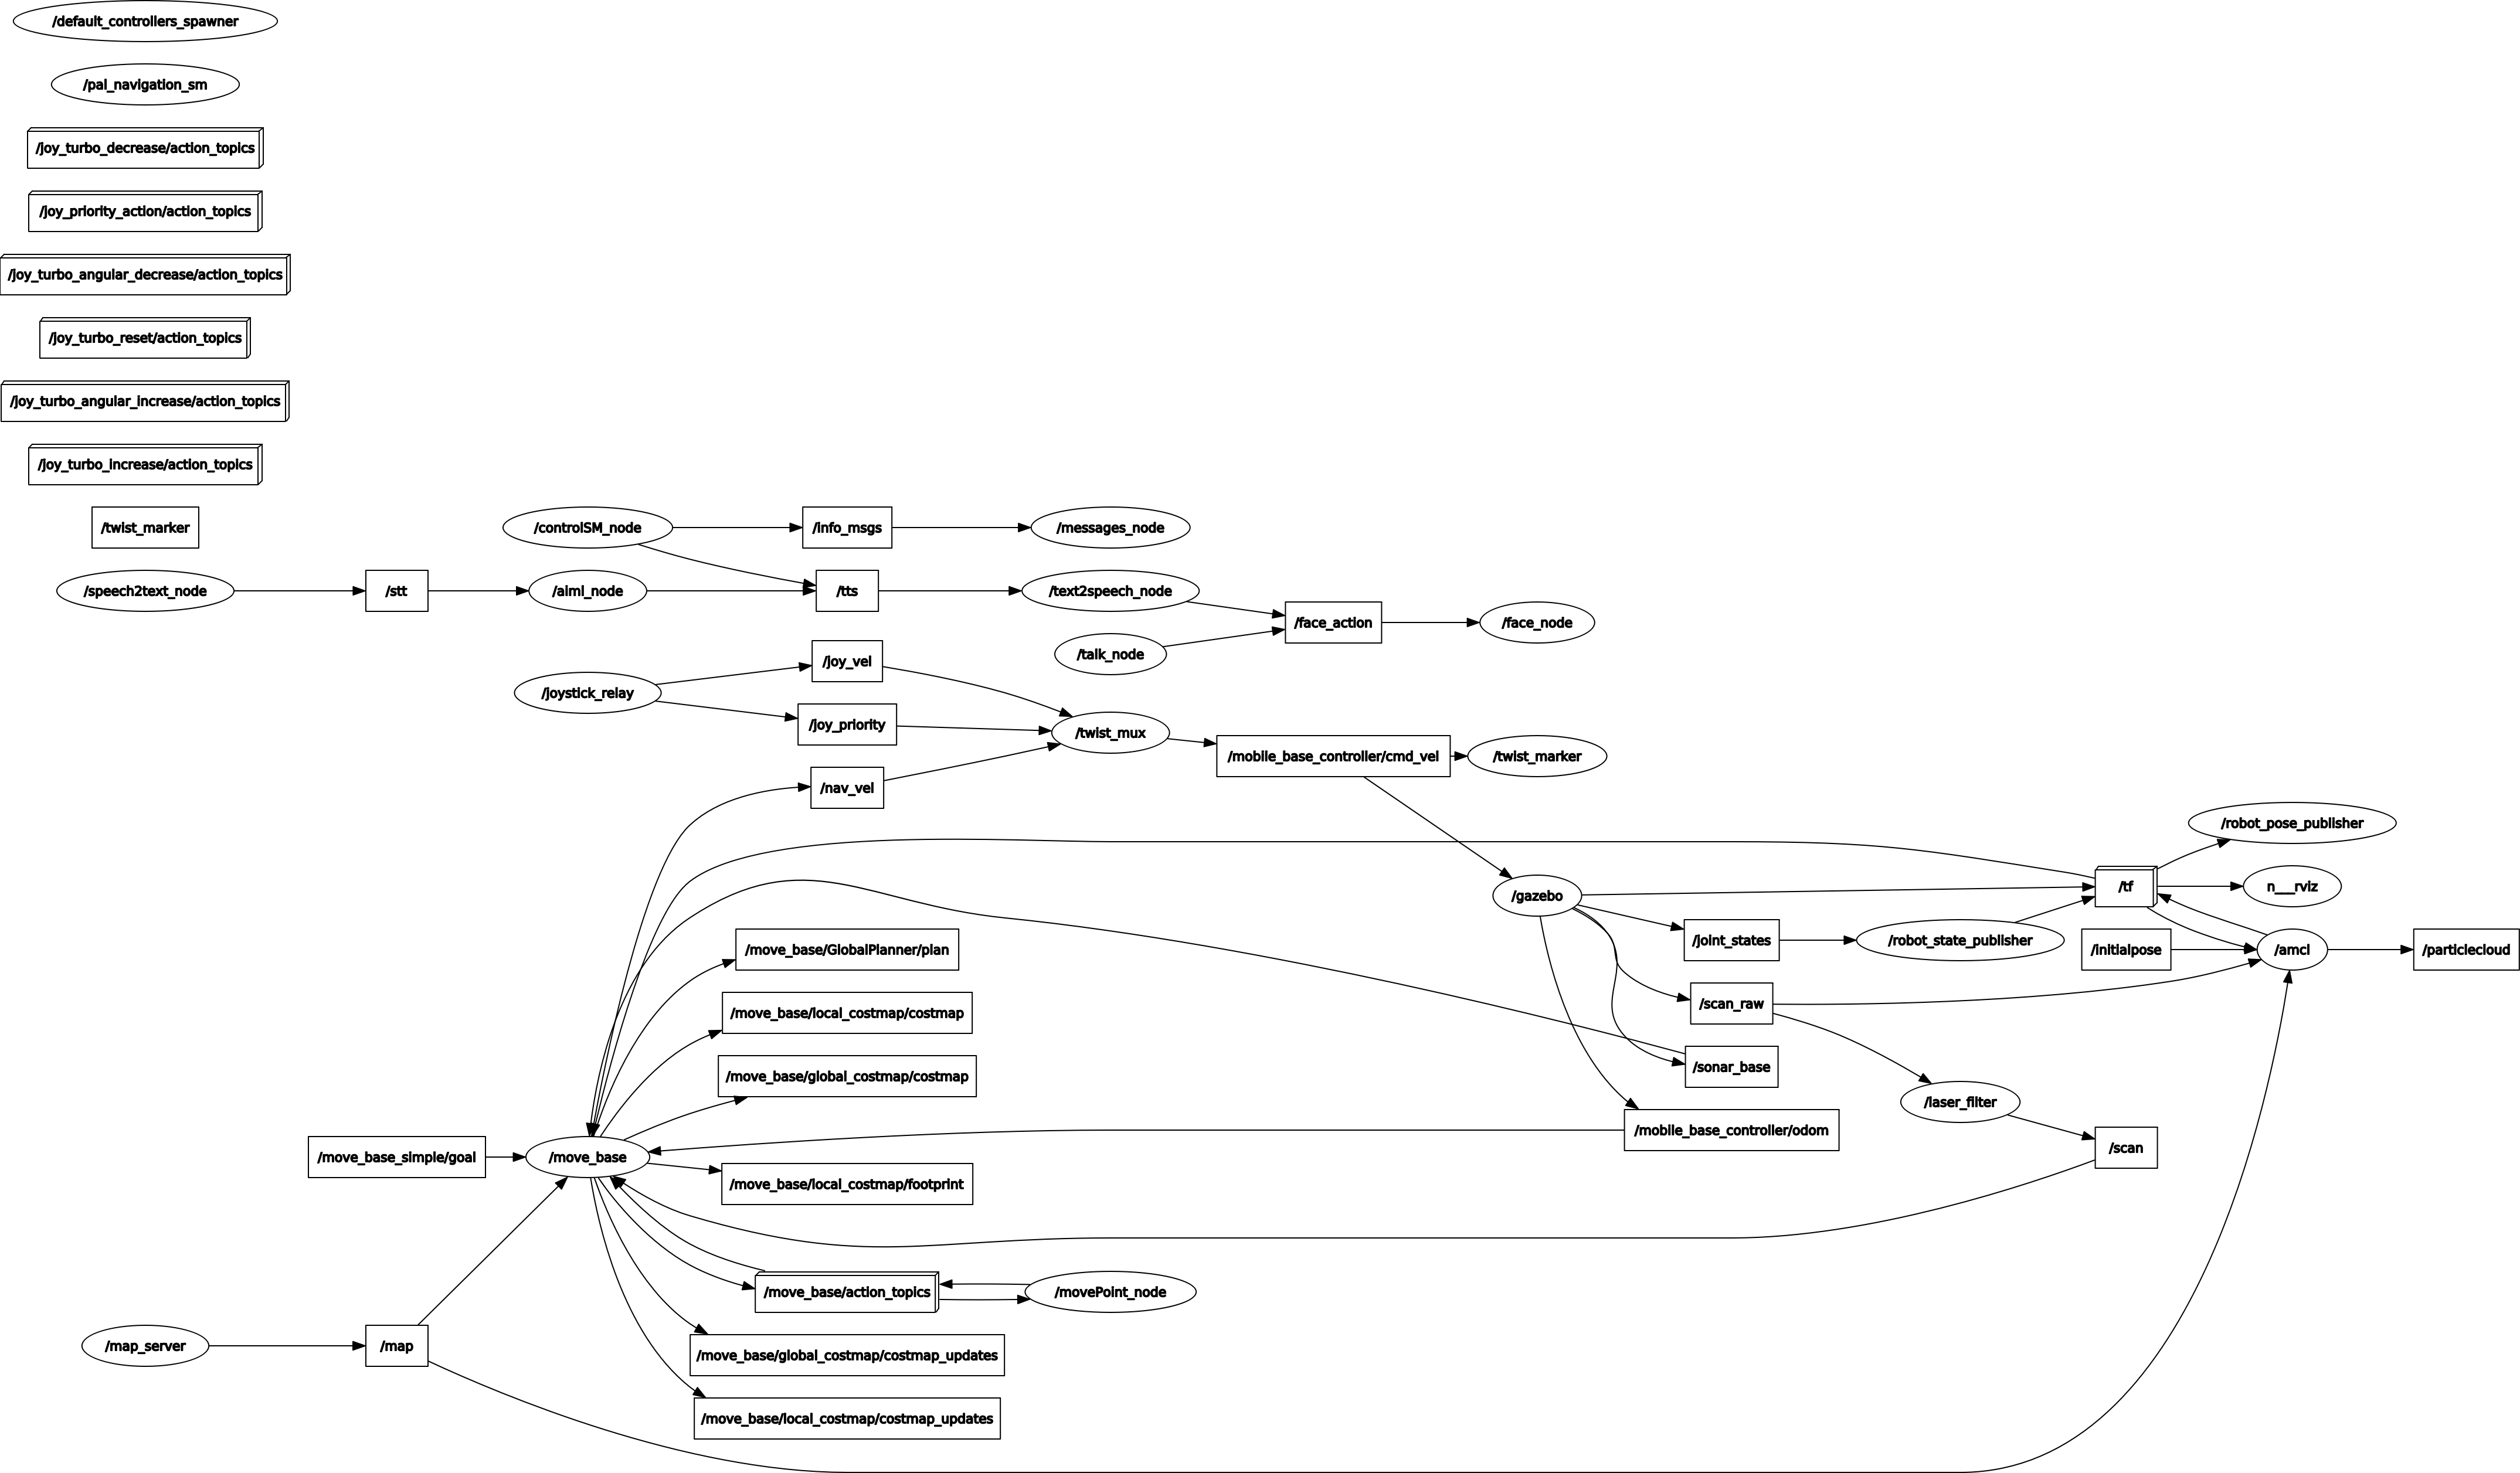 /default_controllers_spawner
/pal_navigation_sm
/joy_turbo_decrease/action_topics
/joy_priority_action/action_topics
/joy_turbo_angular_decrease/action_topics
/joy_turbo_reset/action_topics
/joy_turbo_angular_increase/action_topics
/joy_turbo_increase/action_topics
/twist_marker
/controlSM_node
/info_msgs
/messages_node
/speech2text_node
/stt
/aiml_node
/tts
/text2speech_node
/face_action
/face_node
/talk_node
/joy_vel
/joystick_relay
/joy_priority
/twist_mux
/mobile_base_controller/cmd_vel
/twist_marker
/nav_vel
/robot_pose_publisher
/gazebo
/tf
n___rviz
/joint_states
/robot_state_publisher
/initialpose
/amcl
/particlecloud
/move_base/GlobalPlanner/plan
/scan_raw
/move_base/local_costmap/costmap
/sonar_base
/move_base/global_costmap/costmap
/laser_filter
/mobile_base_controller/odom
/scan
/move_base_simple/goal
/move_base
/move_base/local_costmap/footprint
/move_base/action_topics
/movePoint_node
/map_server
/map
/move_base/global_costmap/costmap_updates
/move_base/local_costmap/costmap_updates